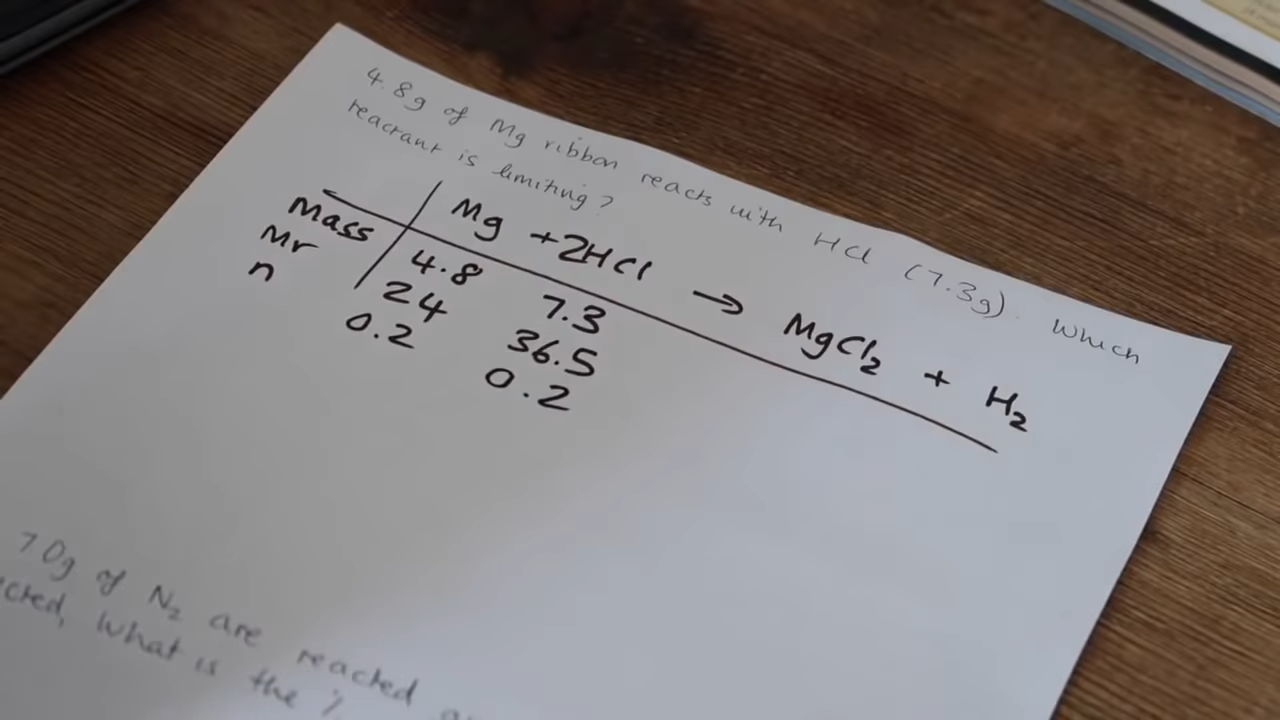 4.8g of Mg ribbon reacts with HCl (7.3g). Which
reactant is limiting?
Mg + 2HCl → MgCl₂ + H₂
Mass 4.8 7.3
Mr 24 36.5
n 0.2 0.2
7.0g of N₂ are reacted
What is the %